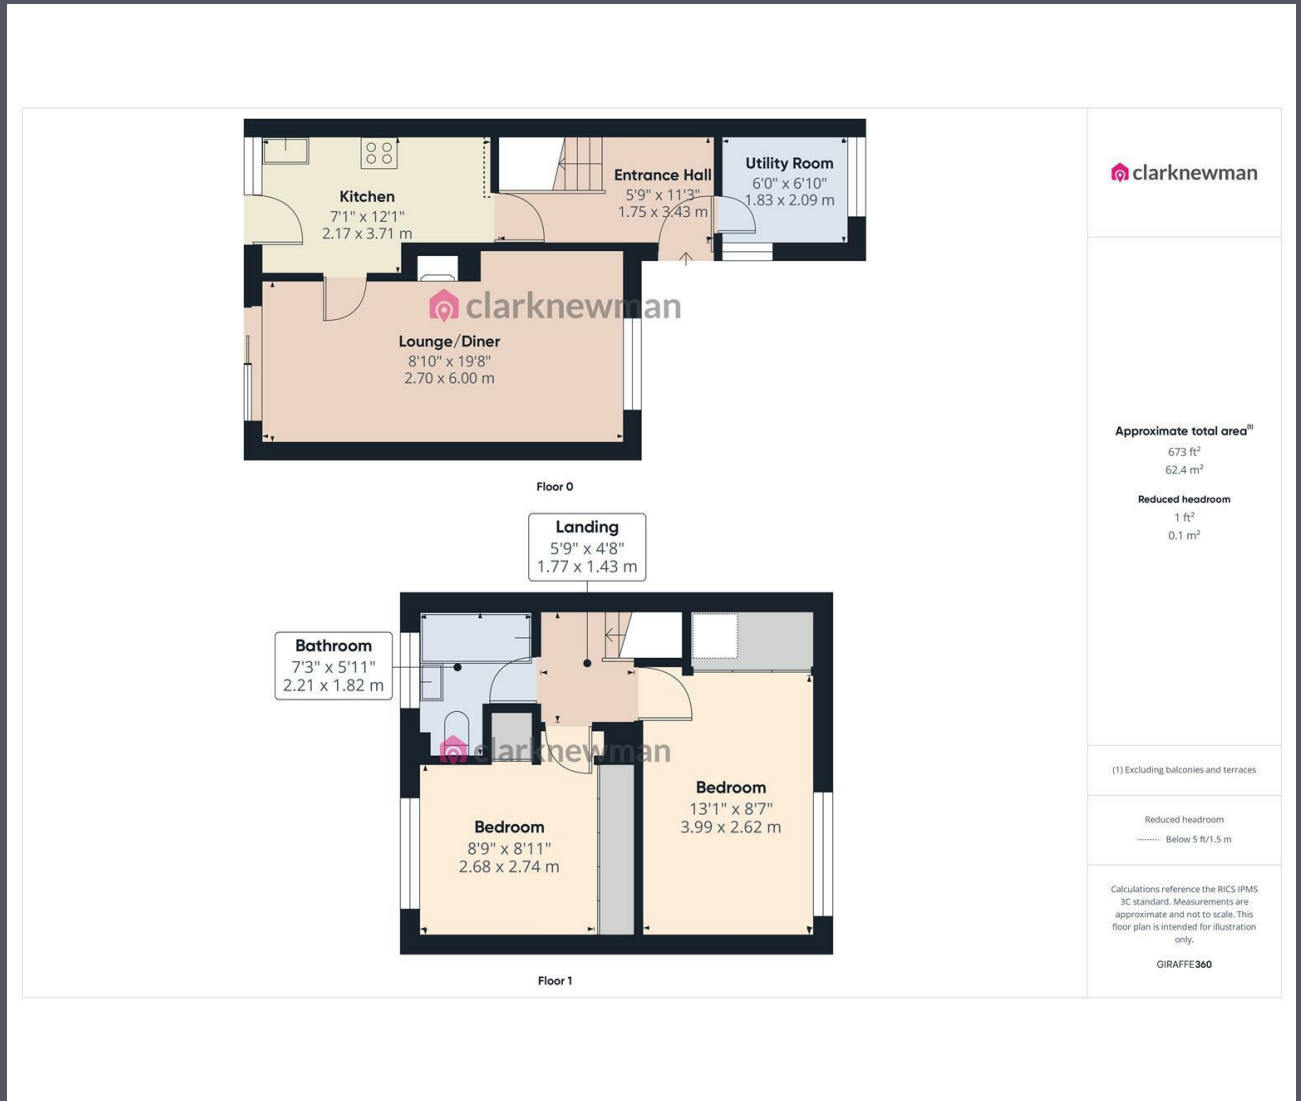 Kitchen
7'1" x 12'1"
2.17 x 3.71 m
Entrance Hall
5'9" x 11'3"
1.75 x 3.43 m
Utility Room
6'0" x 6'10"
1.83 x 2.09 m
clarknewman
Lounge/Diner
8'10" x 19'8"
2.70 x 6.00 m
Floor 0
Landing
5'9" x 4'8"
1.77 x 1.43 m
Bathroom
7'3" x 5'11"
2.21 x 1.82 m
clarknewman
Bedroom
8'9" x 8'11"
2.68 x 2.74 m
Bedroom
13'1" x 8'7"
3.99 x 2.62 m
Floor 1
clarknewman
Approximate total area(1)
673 ft²
62.4 m²
Reduced headroom
1 ft²
0.1 m²
(1) Excluding balconies and terraces
Reduced headroom
Below 5 ft/1.5 m
Calculations reference the RICS IPMS
3C standard. Measurements are
approximate and not to scale. This
floor plan is intended for illustration
only.
GIRAFFE360